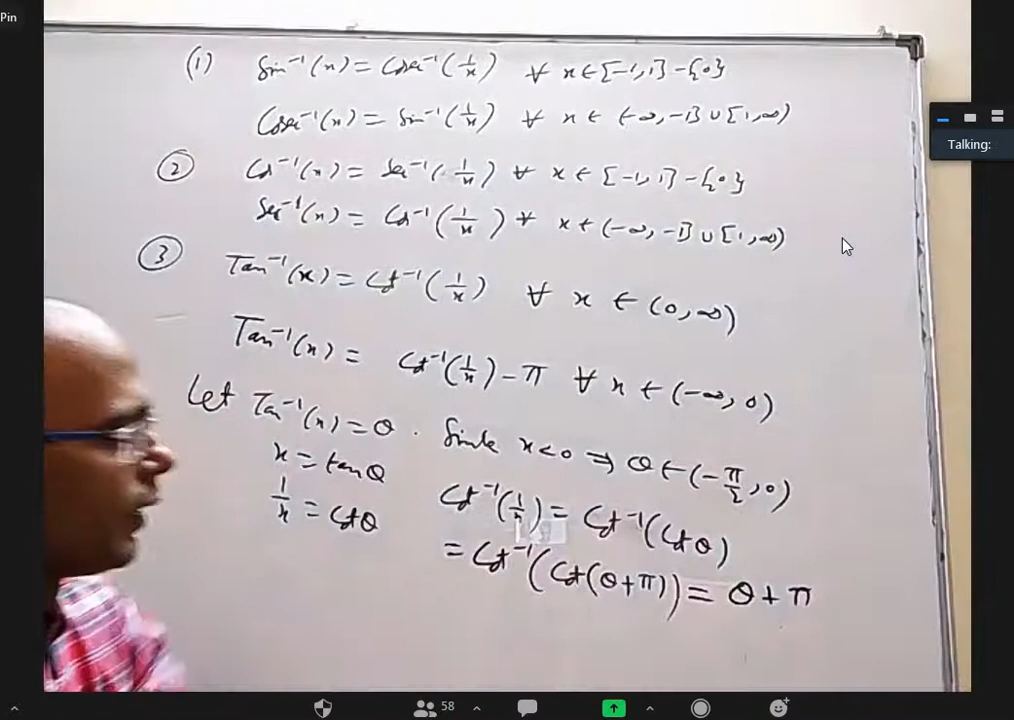 Pin
(1) Sin⁻¹(x) = Cosec⁻¹(1/x) ∀ x ∈ [-1,1] - {0}
Cosec⁻¹(x) = Sin⁻¹(1/x) ∀ x ∈ (-∞, -1] ∪ [1, ∞)
Talking:
(2) Cos⁻¹(x) = Sec⁻¹(1/x) ∀ x ∈ [-1,1] - {0}
Sec⁻¹(x) = Cos⁻¹(1/x) ∀ x ∈ (-∞, -1] ∪ [1, ∞)
(3) Tan⁻¹(x) = Cot⁻¹(1/x) ∀ x ∈ (0, ∞)
Tan⁻¹(x) = Cot⁻¹(1/x) - π ∀ x ∈ (-∞, 0)
Let Tan⁻¹(x) = θ . Since x < 0 ⇒ θ ∈ (-π/2, 0)
x = tanθ
1/x = Cotθ
Cot⁻¹(1/x) = Cot⁻¹(Cotθ)
= Cot⁻¹(Cot(θ+π)) = θ + π
58